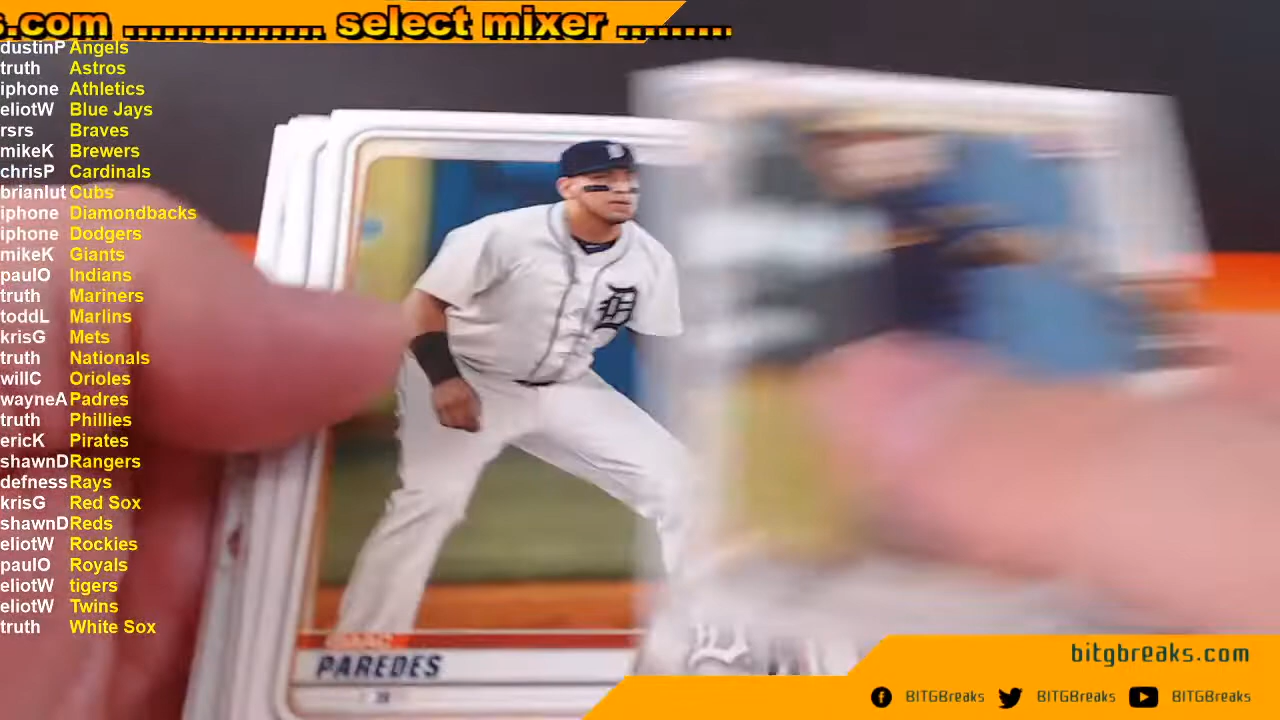 s.com ............... select mixer .........
dustinP Angels
truth Astros
iphone Athletics
eliotW Blue Jays
rsrs Braves
mikeK Brewers
chrisP Cardinals
brianlut Cubs
iphone Diamondbacks
iphone Dodgers
mikeK Giants
paulO Indians
truth Mariners
toddL Marlins
krisG Mets
truth Nationals
willC Orioles
wayneA Padres
truth Phillies
ericK Pirates
shawnD Rangers
defness Rays
krisG Red Sox
shawnD Reds
eliotW Rockies
paulO Royals
eliotW tigers
eliotW Twins
truth White Sox
D
D
PAREDES
bitgbreaks.com
BITGBreaks BITGBreaks BITGBreaks